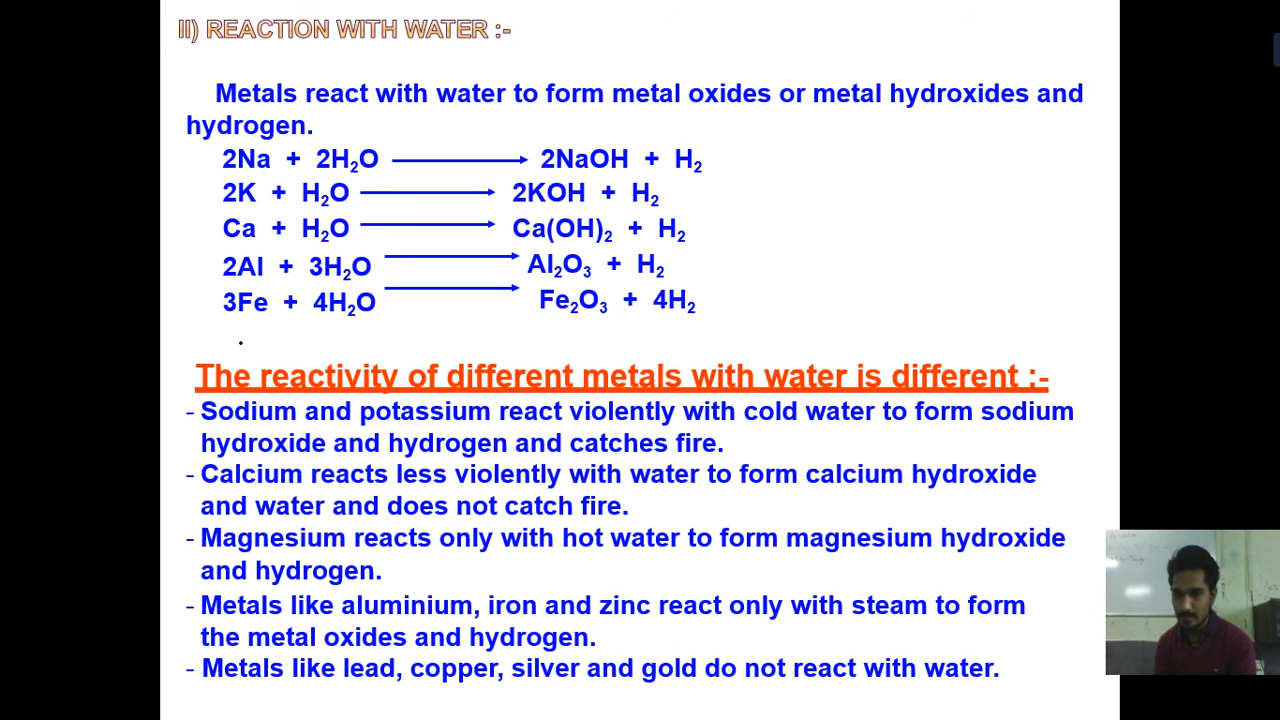 II) REACTION WITH WATER :-
Metals react with water to form metal oxides or metal hydroxides and
hydrogen.
2Na + 2H₂O ⟶ 2NaOH + H₂
2K + H₂O ⟶ 2KOH + H₂
Ca + H₂O ⟶ Ca(OH)₂ + H₂
2Al + 3H₂O ⟶ Al₂O₃ + H₂
3Fe + 4H₂O ⟶ Fe₂O₃ + 4H₂
The reactivity of different metals with water is different :-
- Sodium and potassium react violently with cold water to form sodium
hydroxide and hydrogen and catches fire.
- Calcium reacts less violently with water to form calcium hydroxide
and water and does not catch fire.
- Magnesium reacts only with hot water to form magnesium hydroxide
and hydrogen.
- Metals like aluminium, iron and zinc react only with steam to form
the metal oxides and hydrogen.
- Metals like lead, copper, silver and gold do not react with water.